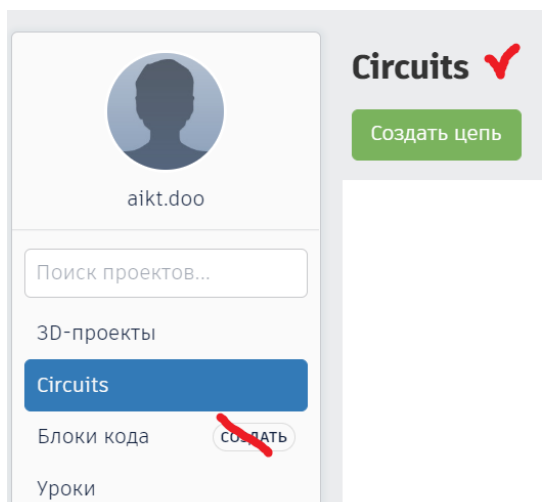 Circuits
Создать цепь
aikt.doo
Поиск проектов...
3D-проекты
Circuits
Блоки кода СОЗДАТЬ
Уроки